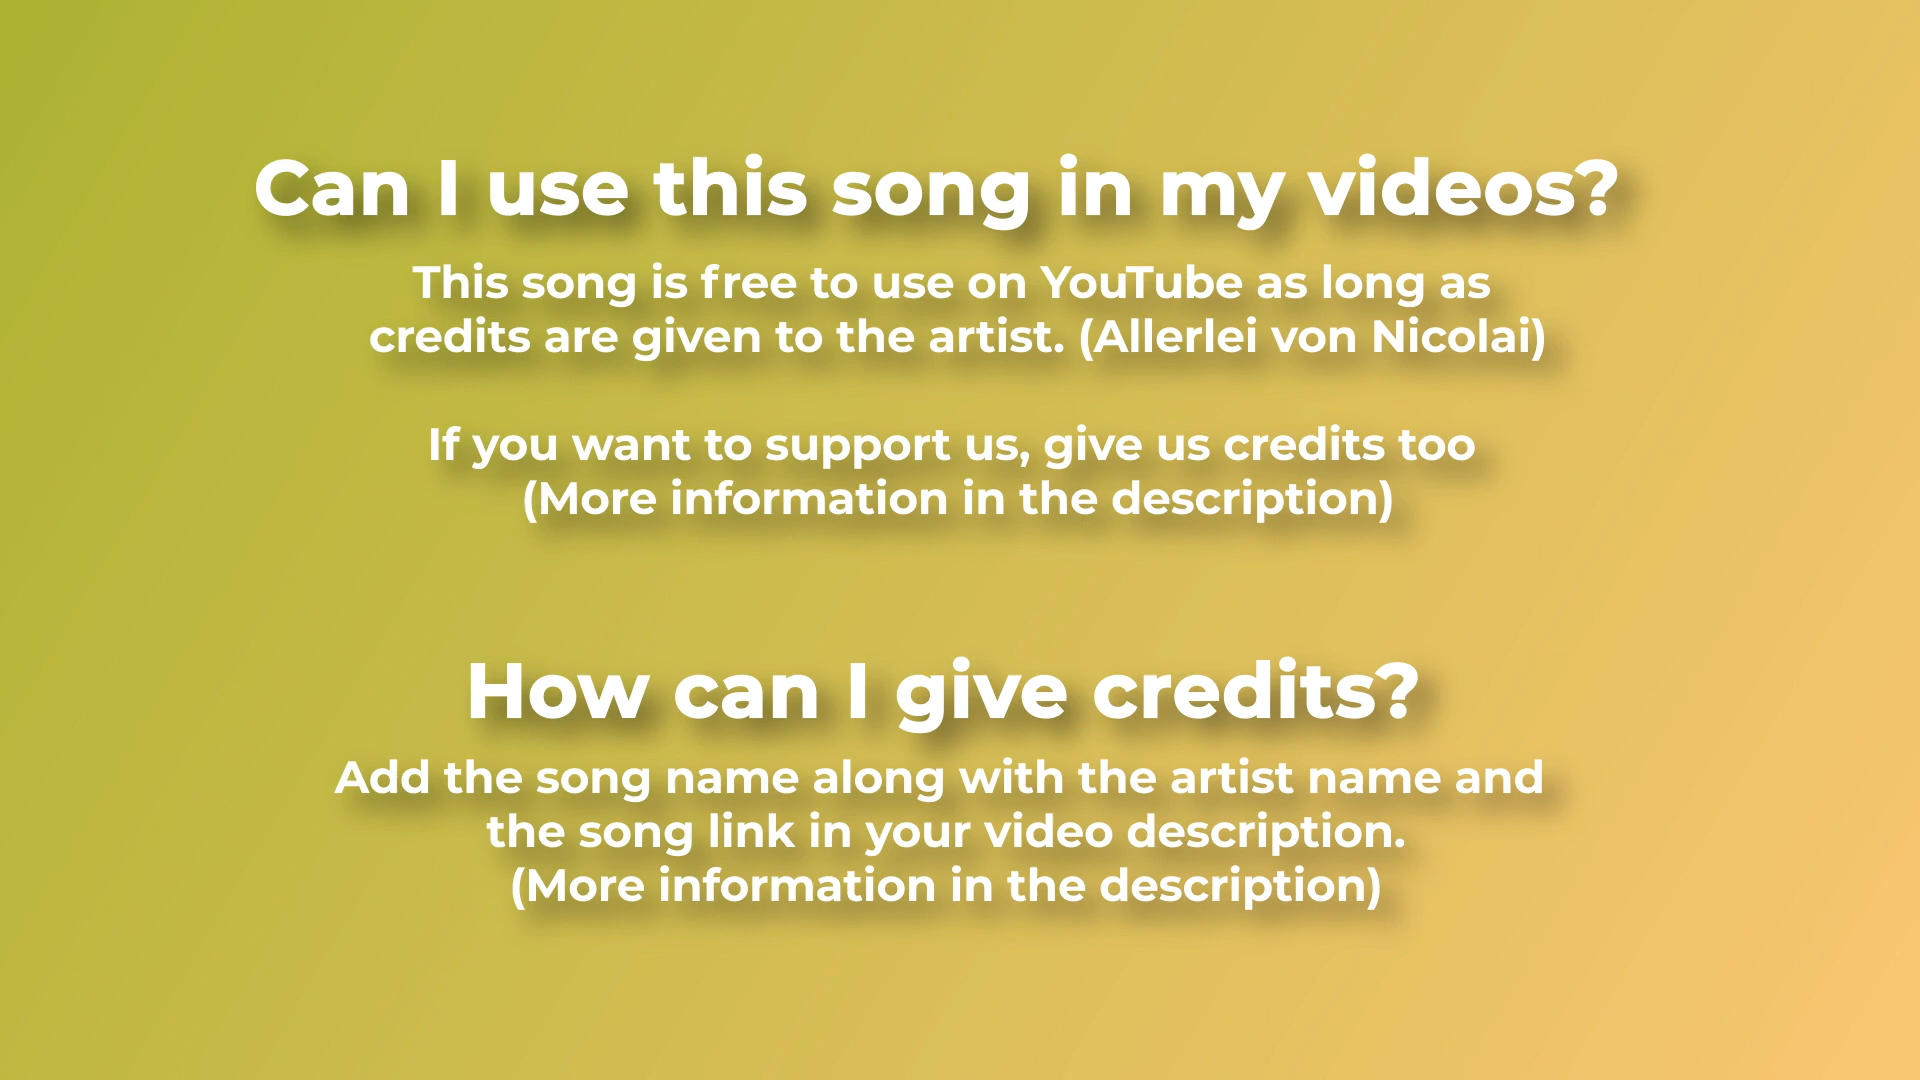 Can I use this song in my videos?
This song is free to use on YouTube as long as
credits are given to the artist. (Allerlei von Nicolai)
If you want to support us, give us credits too
(More information in the description)
How can I give credits?
Add the song name along with the artist name and
the song link in your video description.
(More information in the description)